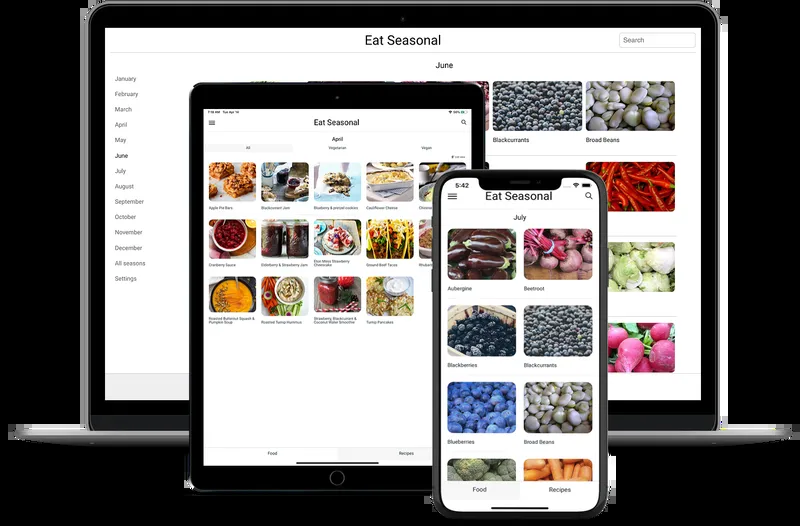 Eat Seasonal
Search
June
January
February
March
April
May
June
July
August
September
October
November
December
All seasons
Settings
Blackcurrants
Broad Beans
7:16 AM Tue Apr 14
Eat Seasonal
April
All
Vegetarian
Vegan
Apple Pie Bars
Blackcurrant Jam
Blueberry & pretzel cookies
Cauliflower Cheese
Cranberry Sauce
Elderberry & Strawberry Jam
Strawberry
Cheesecake
Ground Beef Tacos
Roasted Butternut Squash &
Pumpkin Soup
Roasted Turnip Hummus
Strawberry, Blackcurrant &
Coconut Water Smoothie
Turnip Pancakes
Food
Recipes
5:42
Eat Seasonal
July
Aubergine
Beetroot
Blackberries
Blackcurrants
Blueberries
Broad Beans
Food
Recipes